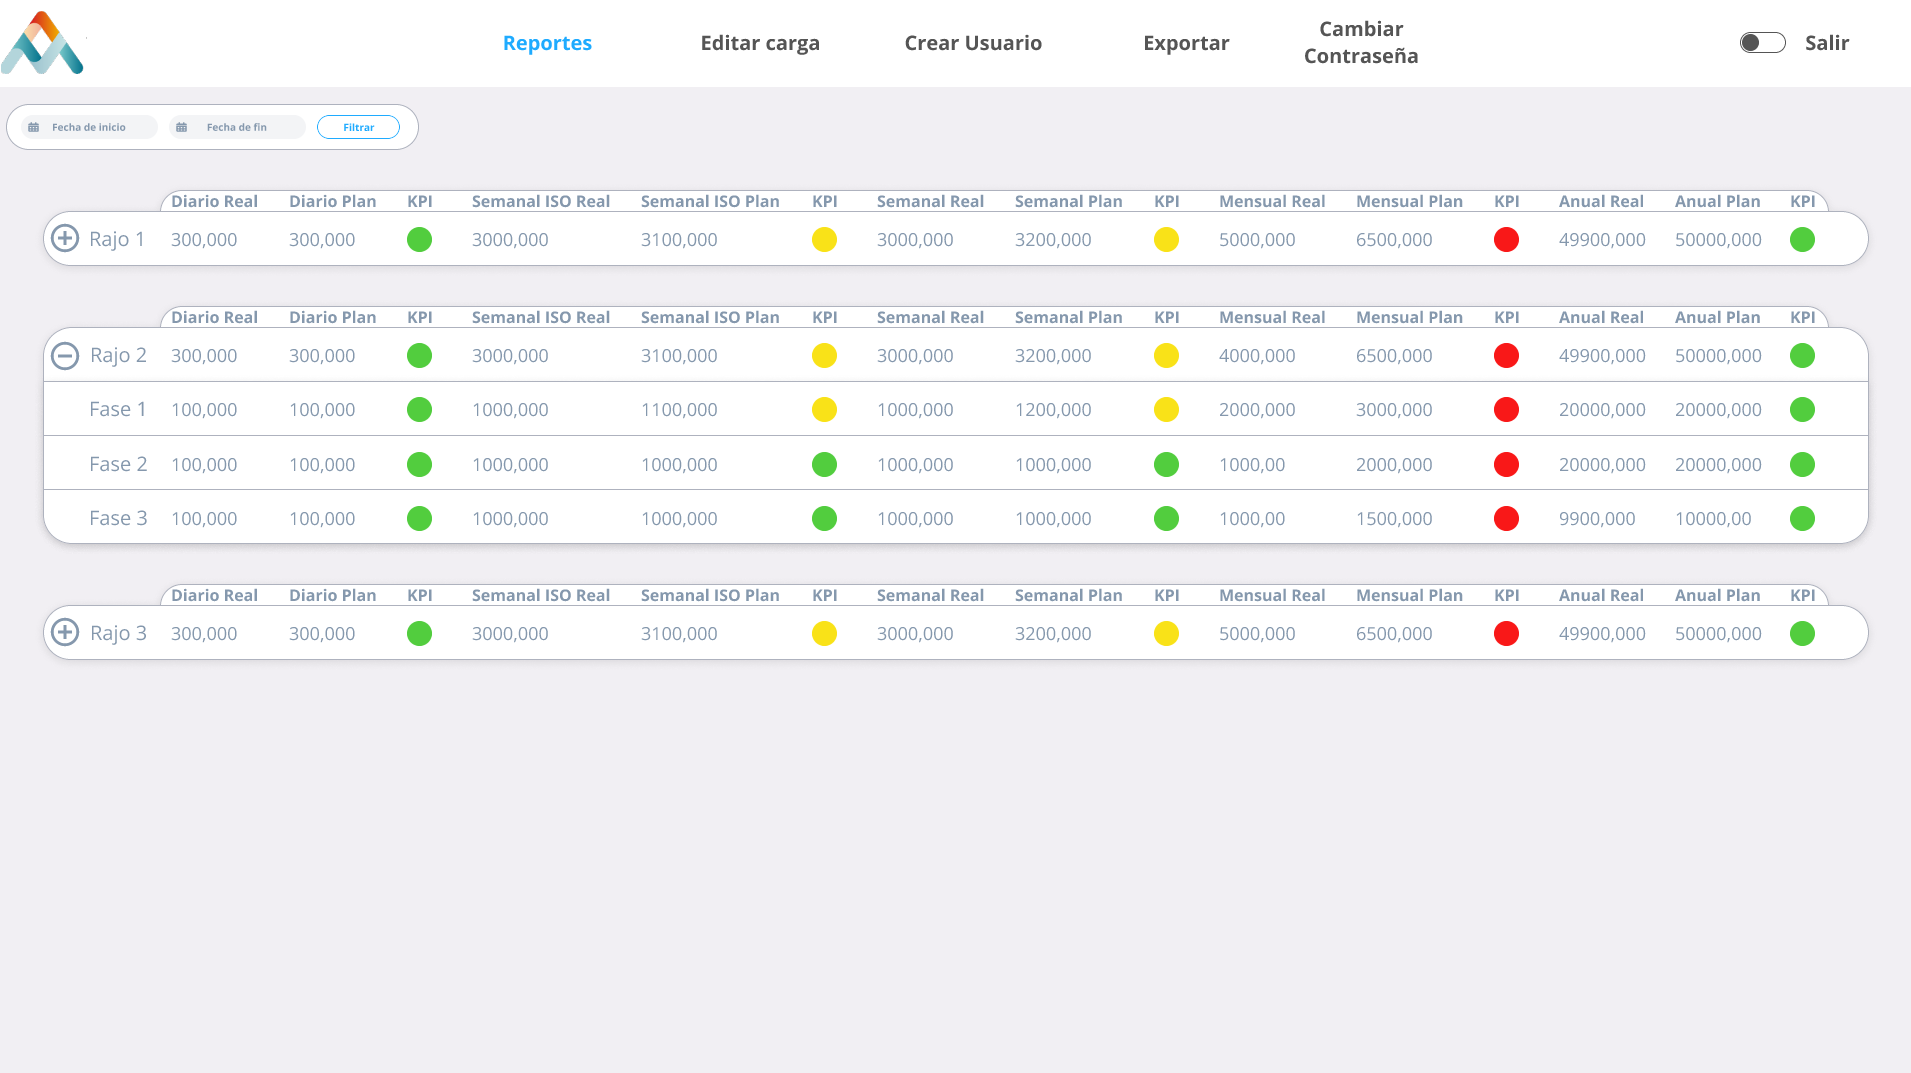 Reportes Editar carga Crear Usuario Exportar Cambiar Contraseña Salir
Fecha de inicio Fecha de fin Filtrar
Diario Real Diario Plan KPI Semanal ISO Real Semanal ISO Plan KPI Semanal Real Semanal Plan KPI Mensual Real Mensual Plan KPI Anual Real Anual Plan KPI
Rajo 1 300,000 300,000 3000,000 3100,000 3000,000 3200,000 5000,000 6500,000 49900,000 50000,000
Diario Real Diario Plan KPI Semanal ISO Real Semanal ISO Plan KPI Semanal Real Semanal Plan KPI Mensual Real Mensual Plan KPI Anual Real Anual Plan KPI
Rajo 2 300,000 300,000 3000,000 3100,000 3000,000 3200,000 4000,000 6500,000 49900,000 50000,000
Fase 1 100,000 100,000 1000,000 1100,000 1000,000 1200,000 2000,000 3000,000 20000,000 20000,000
Fase 2 100,000 100,000 1000,000 1000,000 1000,000 1000,000 1000,00 2000,000 20000,000 20000,000
Fase 3 100,000 100,000 1000,000 1000,000 1000,000 1000,000 1000,00 1500,000 9900,000 10000,00
Diario Real Diario Plan KPI Semanal ISO Real Semanal ISO Plan KPI Semanal Real Semanal Plan KPI Mensual Real Mensual Plan KPI Anual Real Anual Plan KPI
Rajo 3 300,000 300,000 3000,000 3100,000 3000,000 3200,000 5000,000 6500,000 49900,000 50000,000